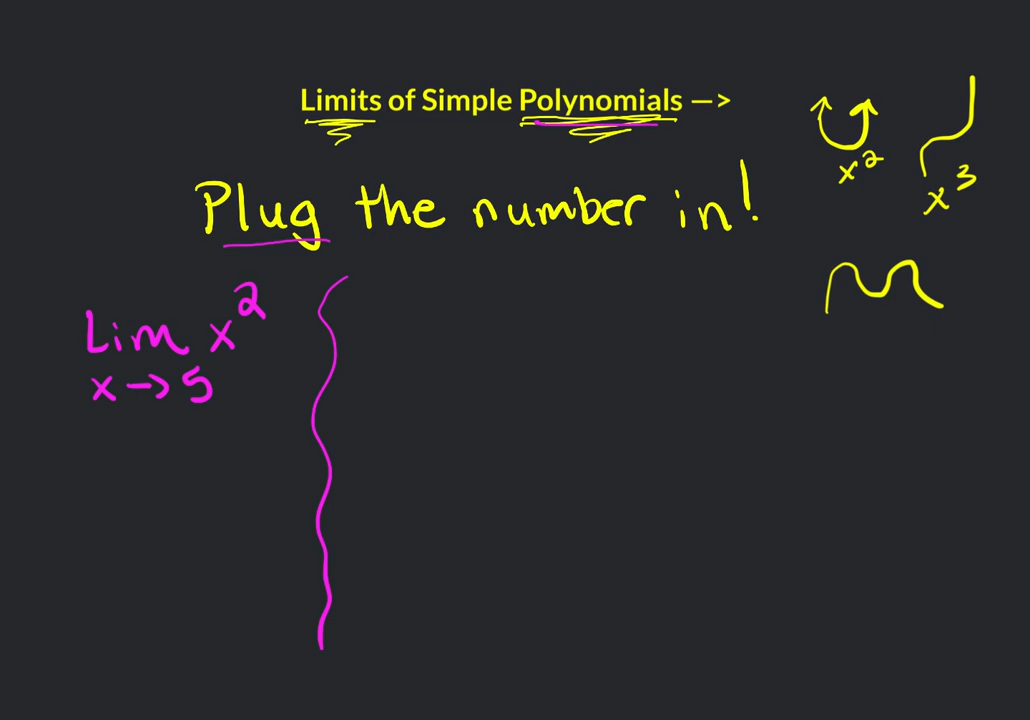 Limits of Simple Polynomials —>
x²
x³
Plug the number in!
Lim x²
x → 5